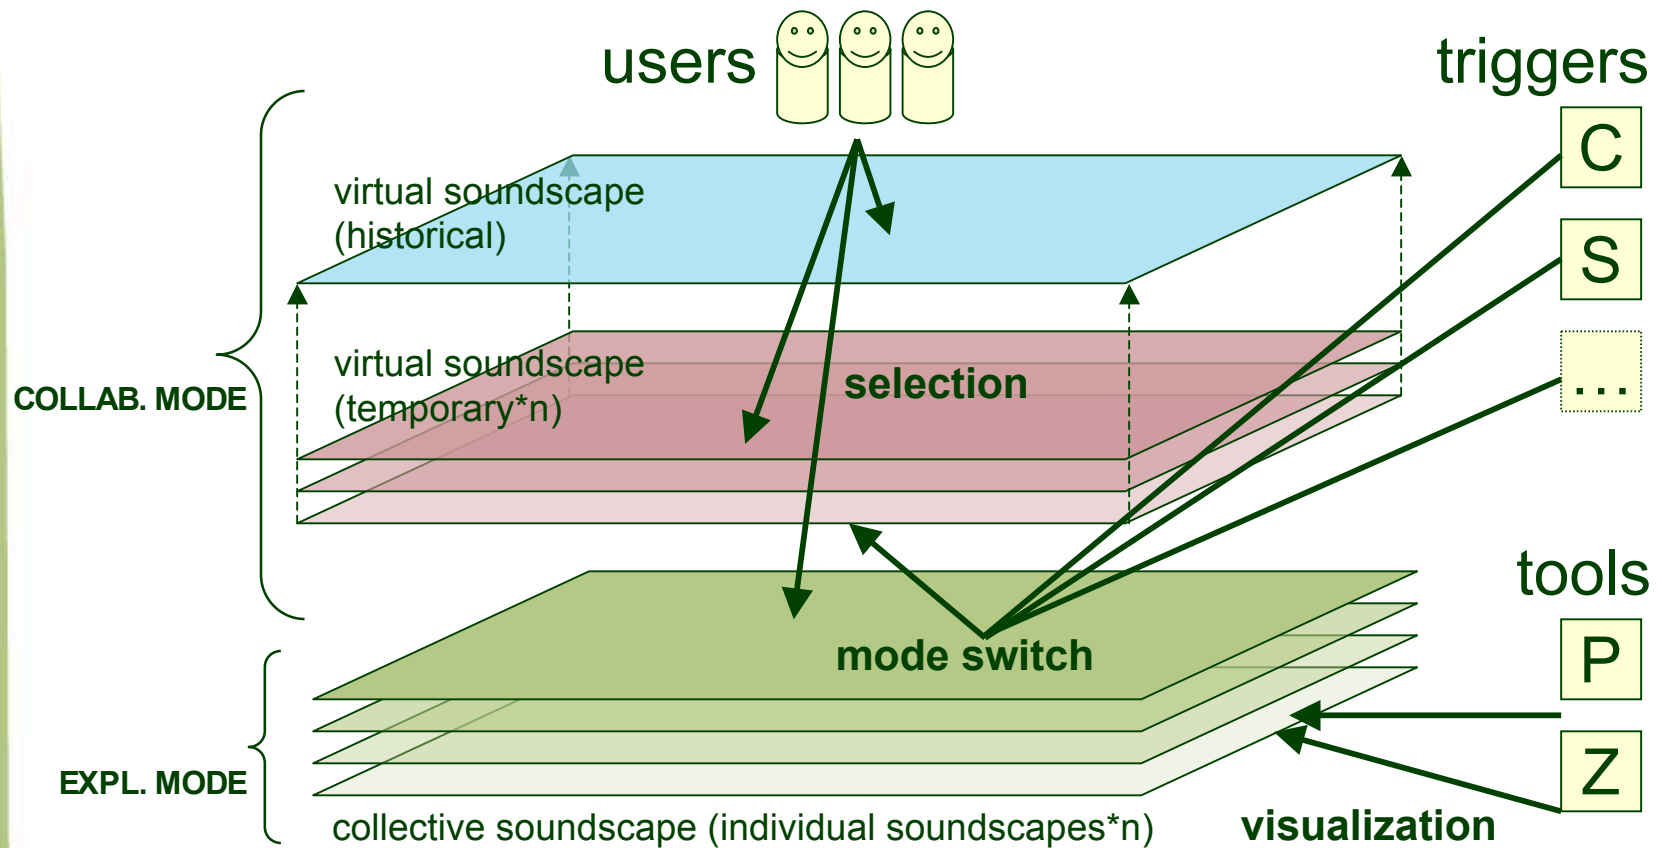 users
triggers
C
virtual soundscape
(historical)
S
virtual soundscape
(temporary*n)
selection
...
COLLAB. MODE
tools
mode switch
P
Z
EXPL. MODE
collective soundscape (individual soundscapes*n)
visualization